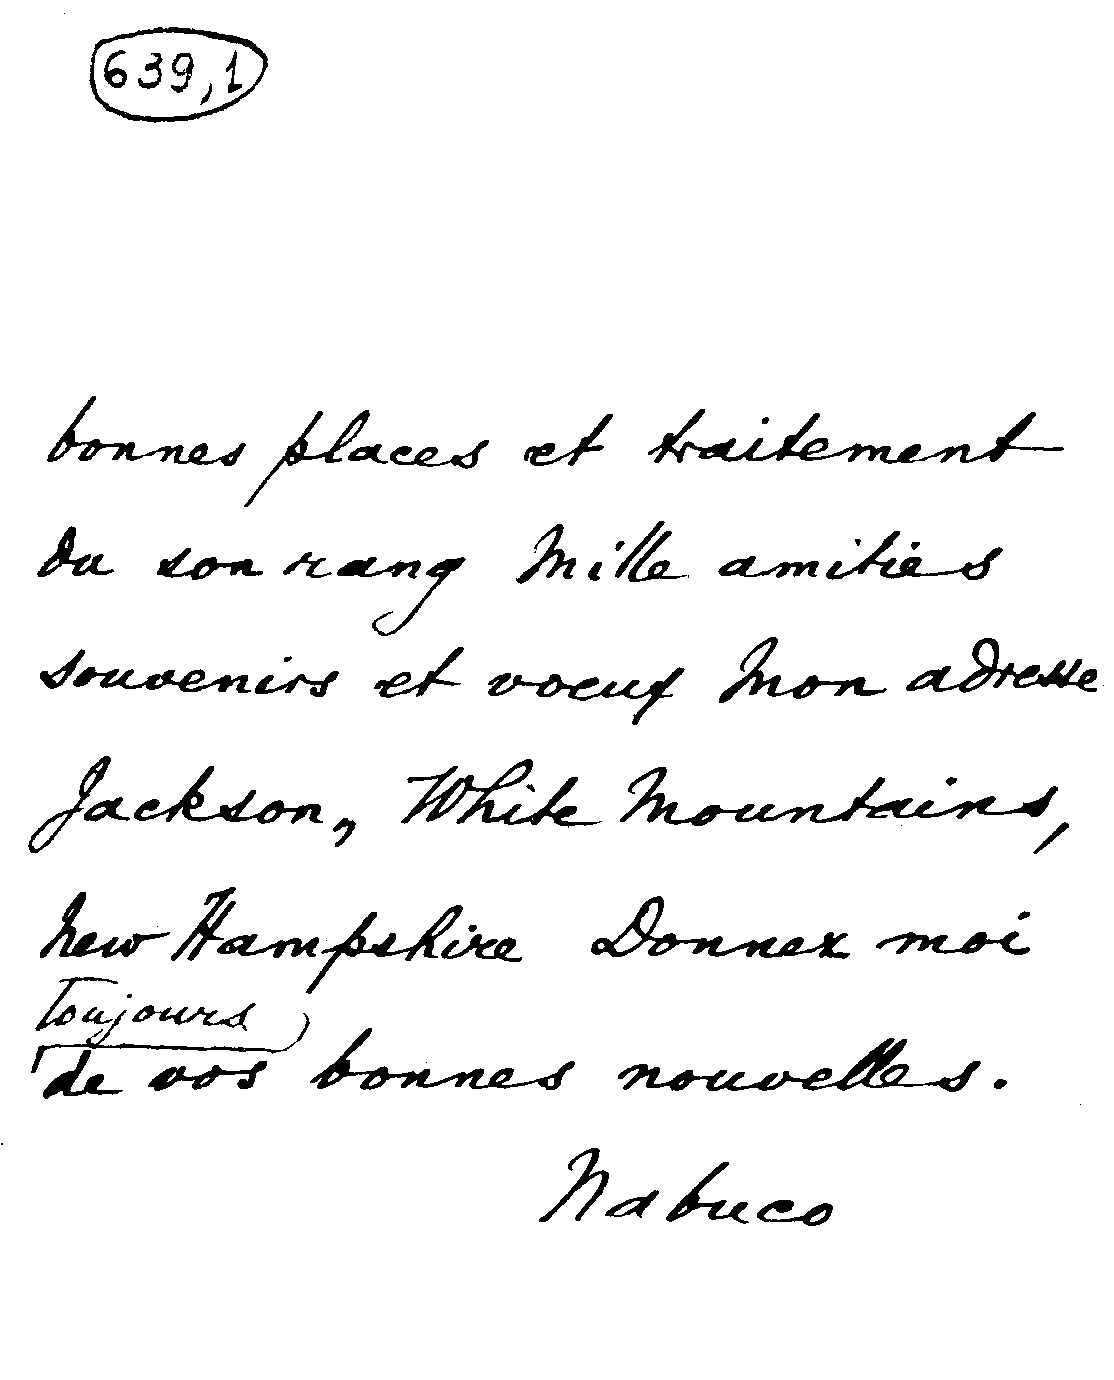 639,1
bonnes places et traitement
du son rang Mille amitiés
souvenirs et voeux Mon adresse
Jackson, White Mountains,
New Hampshire Donnez moi
toujours
de vos bonnes nouvelles.
Nabuco